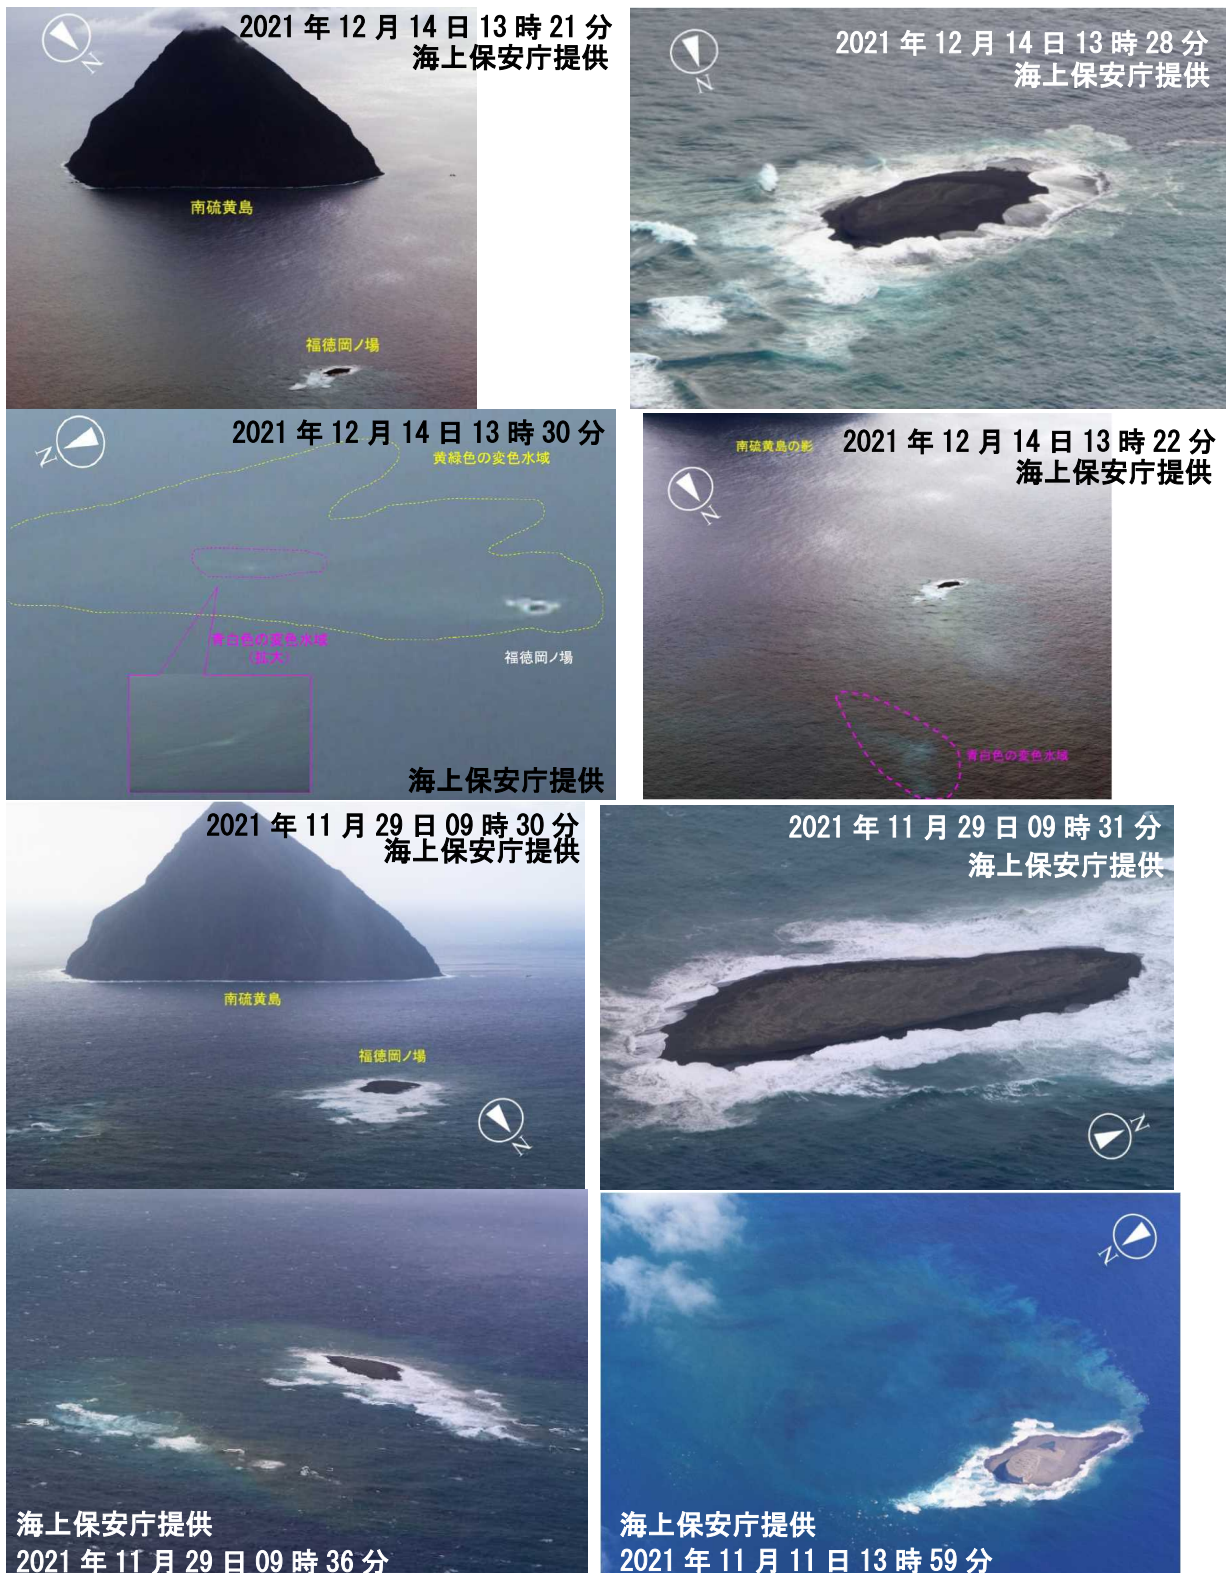 2021 年 12 月 14 日 13 時 21 分
海上保安庁提供
N
南硫黄島
福徳岡ノ場
2021 年 12 月 14 日 13 時 28 分
海上保安庁提供
N
2021 年 12 月 14 日 13 時 30 分
N
黄緑色の変色水域
青白色の変色水域
(拡大)
福徳岡ノ場
海上保安庁提供
南硫黄島の影
2021 年 12 月 14 日 13 時 22 分
海上保安庁提供
N
青白色の変色水域
2021 年 11 月 29 日 09 時 30 分
海上保安庁提供
南硫黄島
福徳岡ノ場
N
2021 年 11 月 29 日 09 時 31 分
海上保安庁提供
N
海上保安庁提供
2021 年 11 月 29 日 09 時 36 分
N
海上保安庁提供
2021 年 11 月 11 日 13 時 59 分